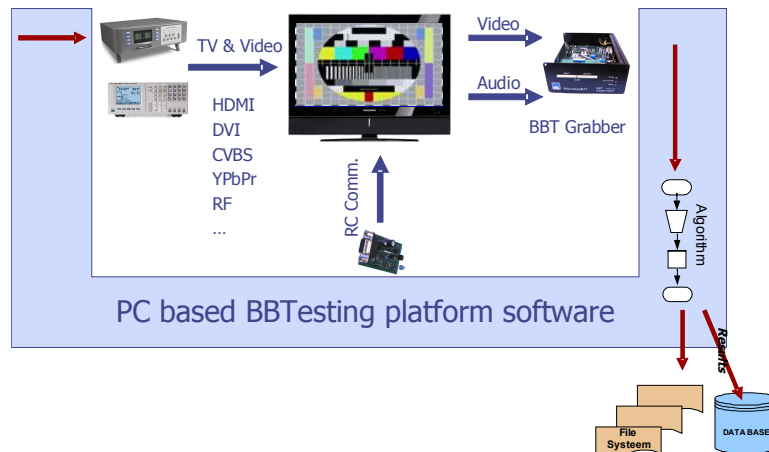 TV & Video
HDMI
DVI
CVBS
YPbPr
RF
...
Video
Audio
BBT Grabber
RC Comm.
Algorithm
PC based BBTesting platform software
Results
File
Systeem
DATA BASE